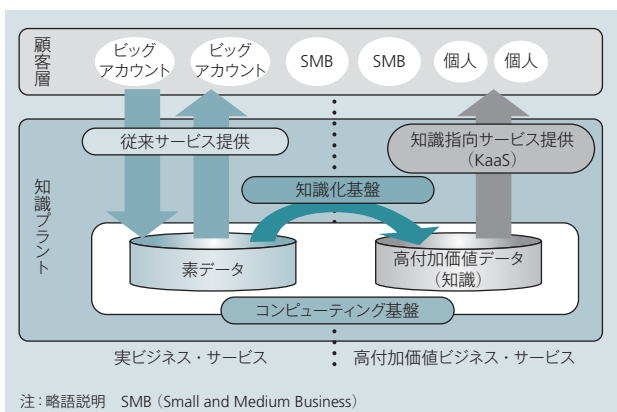 顧客層
ビッグ
アカウント
ビッグ
アカウント
SMB
SMB
個人
個人
従来サービス提供
知識指向サービス提供
（KaaS）
知識プラント
知識化基盤
素データ
高付加価値データ
（知識）
コンピューティング基盤
実ビジネス・サービス
高付加価値ビジネス・サービス
注：略語説明　SMB（Small and Medium Business）